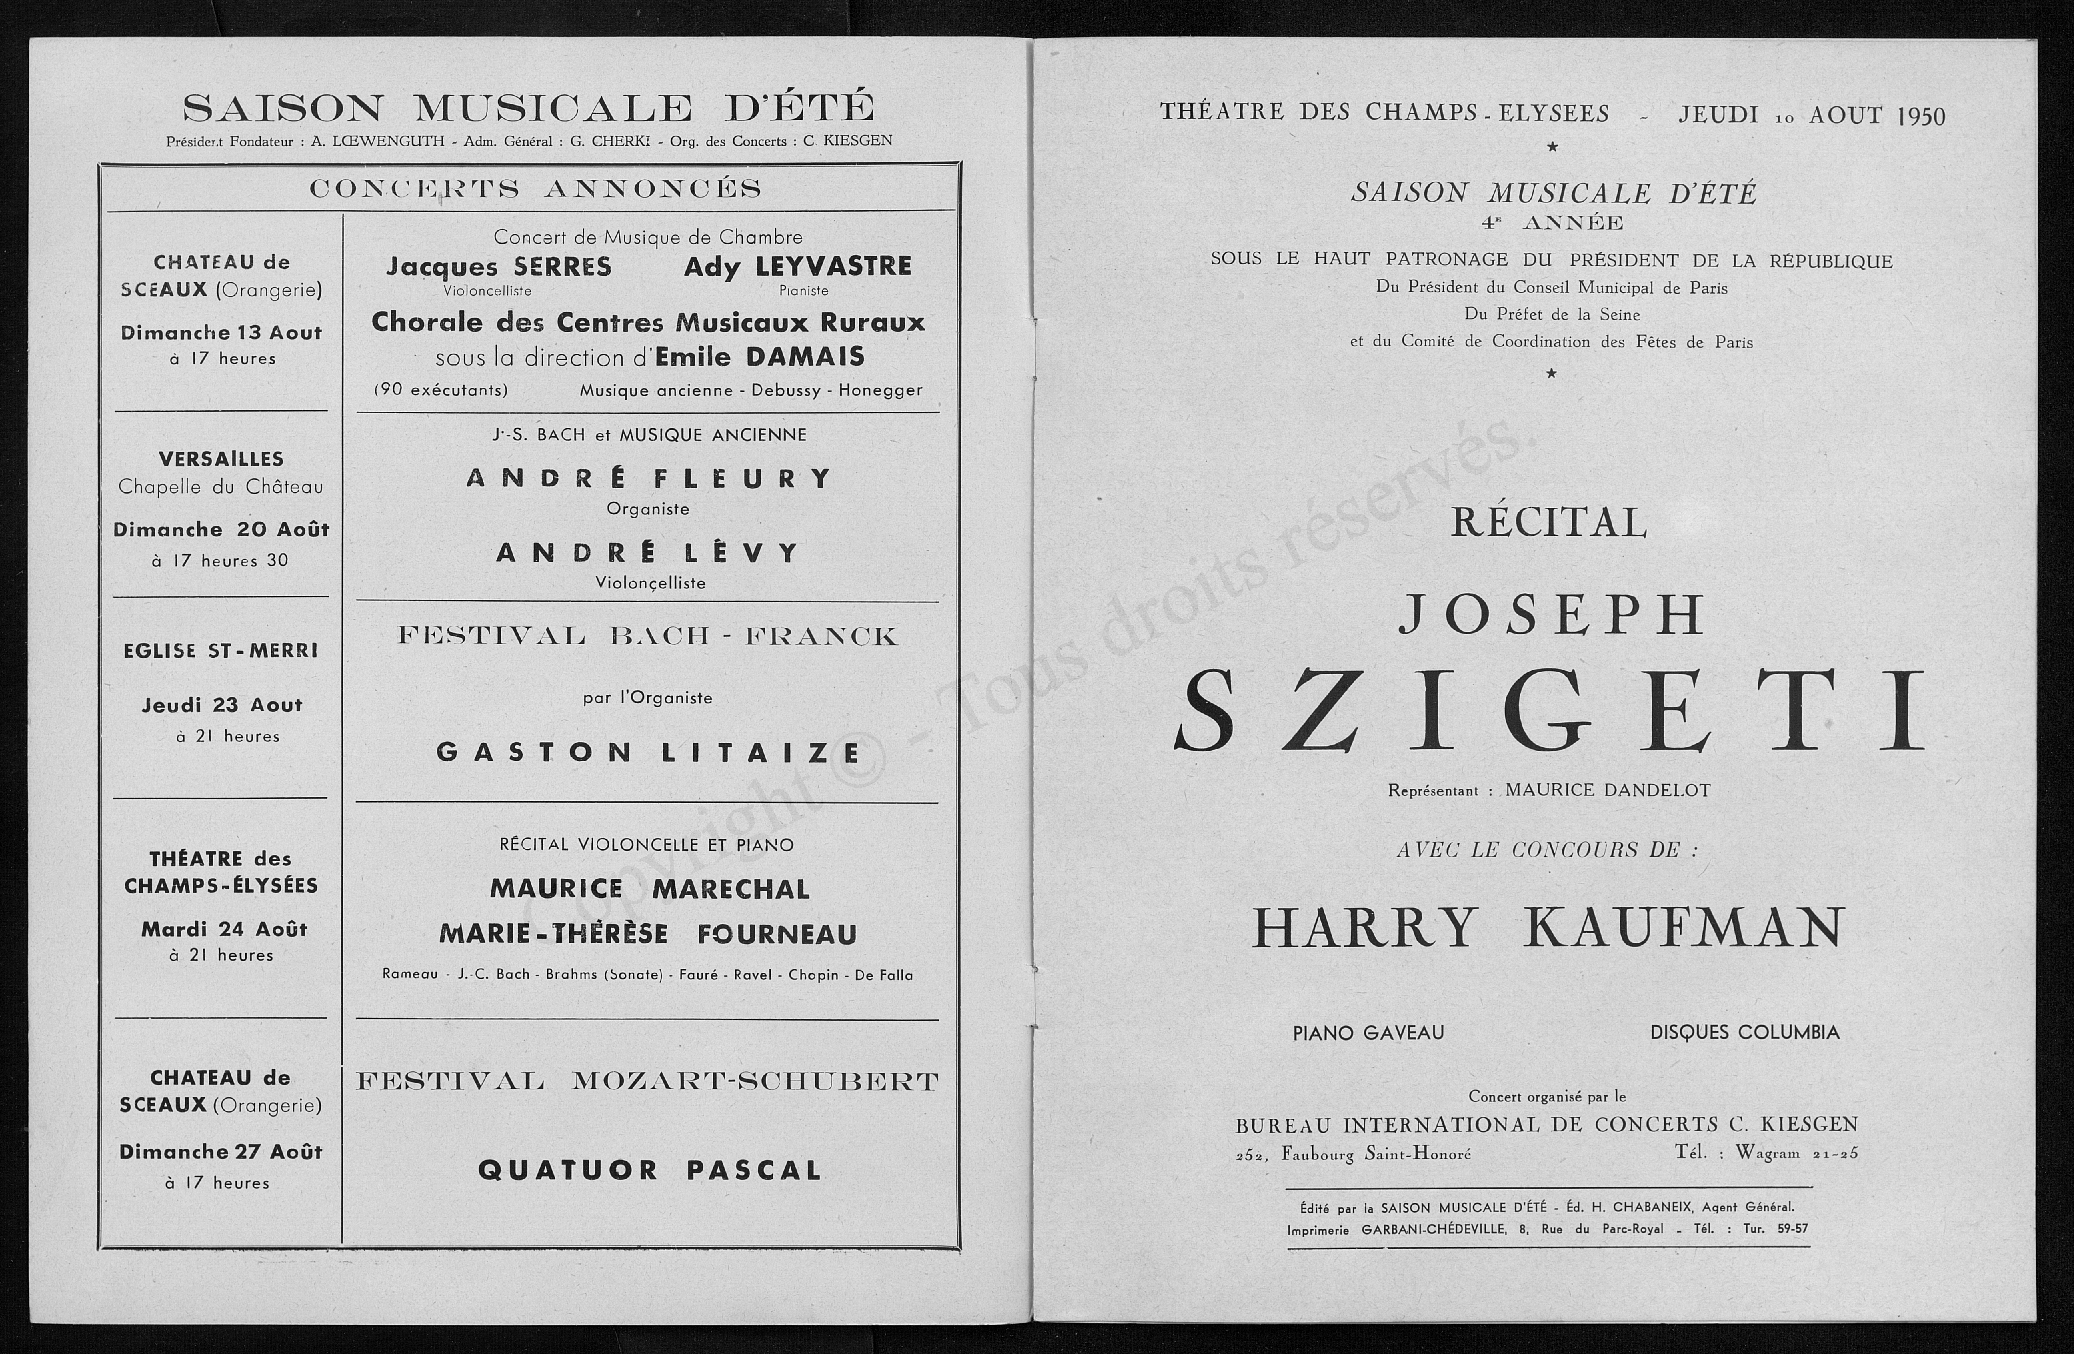 SAISON MUSICALE D'ÉTÉ
Président Fondateur : A. LŒWENGUTH - Adm. Général : G. CHERKI - Org. des Concerts : C. KIESGEN
CONCERTS ANNONCÉS
CHATEAU de
SCEAUX (Orangerie)
Dimanche 13 Aout
à 17 heures
Concert de Musique de Chambre
Jacques SERRES Ady LEYVASTRE
Violoncelliste Pianiste
Chorale des Centres Musicaux Ruraux
sous la direction d'Emile DAMAIS
(90 exécutants) Musique ancienne - Debussy - Honegger
VERSAILLES
Chapelle du Château
Dimanche 20 Août
à 17 heures 30
J.-S. BACH et MUSIQUE ANCIENNE
ANDRÉ FLEURY
Organiste
ANDRÉ LÉVY
Violonçelliste
EGLISE ST-MERRI
Jeudi 23 Aout
à 21 heures
FESTIVAL BACH - FRANCK
par l'Organiste
GASTON LITAIZE
THÉATRE des
CHAMPS-ÉLYSÉES
Mardi 24 Août
à 21 heures
RÉCITAL VIOLONCELLE ET PIANO
MAURICE MARECHAL
MARIE-THÉRÈSE FOURNEAU
Rameau - J.-C. Bach - Brahms (Sonate) - Fauré - Ravel - Chopin - De Falla
CHATEAU de
SCEAUX (Orangerie)
Dimanche 27 Août
à 17 heures
FESTIVAL MOZART-SCHUBERT
QUATUOR PASCAL
THÉATRE DES CHAMPS-ELYSEES - JEUDI 10 AOUT 1950
★
SAISON MUSICALE D'ÉTÉ
4e ANNÉE
SOUS LE HAUT PATRONAGE DU PRÉSIDENT DE LA RÉPUBLIQUE
Du Président du Conseil Municipal de Paris
Du Préfet de la Seine
et du Comité de Coordination des Fêtes de Paris
★
RÉCITAL
JOSEPH
SZIGETI
Représentant : MAURICE DANDELOT
AVEC LE CONCOURS DE :
HARRY KAUFMAN
PIANO GAVEAU DISQUES COLUMBIA
Concert organisé par le
BUREAU INTERNATIONAL DE CONCERTS C. KIESGEN
252, Faubourg Saint-Honoré Tél. : Wagram 21-25
Édité par la SAISON MUSICALE D'ÉTÉ - Éd. H. CHABANEIX, Agent Général.
Imprimerie GARBANI-CHÉDEVILLE, 8, Rue du Parc-Royal - Tél. : Tur. 59-57
Copyright © - Tous droits réservés.